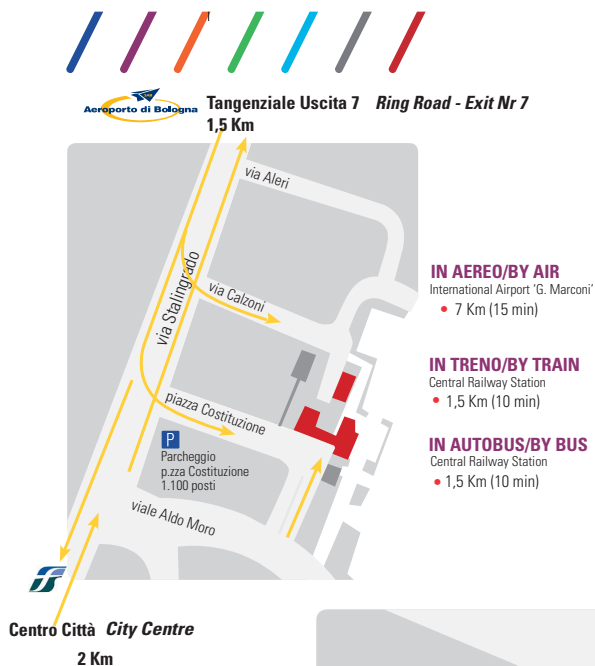 Aeroporto di Bologna
Tangenziale Uscita 7 Ring Road - Exit Nr 7
1,5 Km
via Aleri
via Stalingrado
via Calzoni
piazza Costituzione
P
Parcheggio
p.zza Costituzione
1.100 posti
viale Aldo Moro
IN AEREO/BY AIR
International Airport ‘G. Marconi’
• 7 Km (15 min)
IN TRENO/BY TRAIN
Central Railway Station
• 1,5 Km (10 min)
IN AUTOBUS/BY BUS
Central Railway Station
• 1,5 Km (10 min)
Centro Città City Centre
2 Km